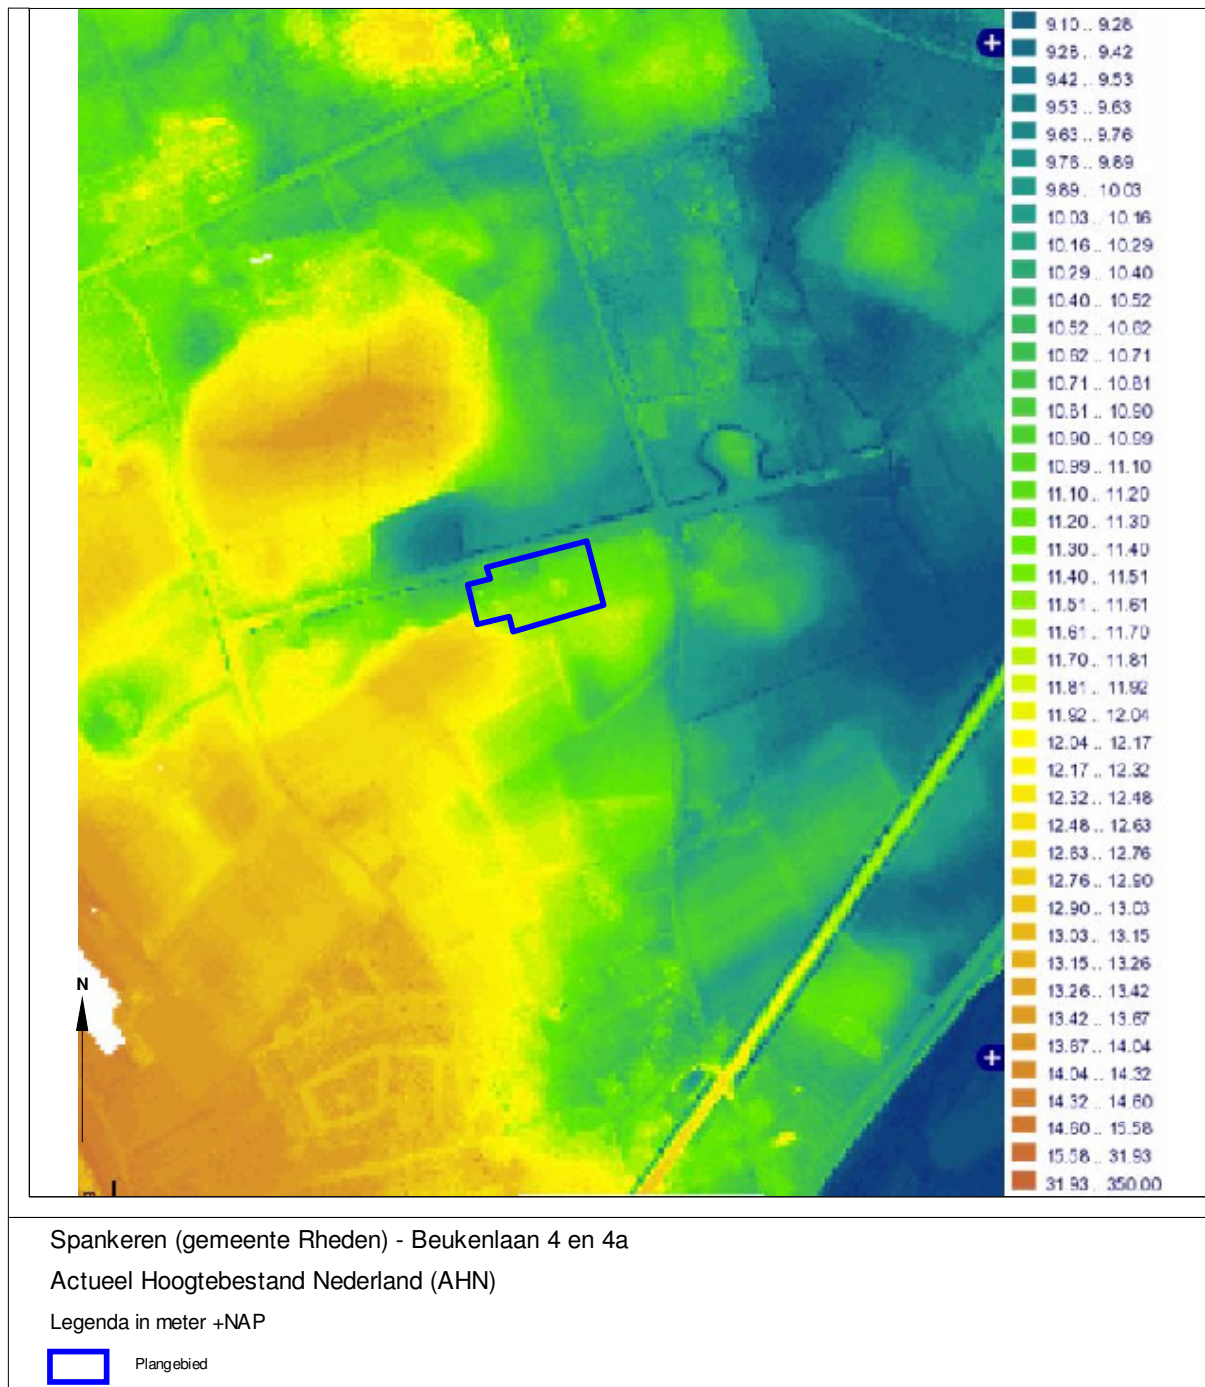 9.10 .. 9.28
9.28 .. 9.42
9.42 .. 9.53
9.53 .. 9.63
9.63 .. 9.76
9.76 .. 9.89
9.89 .. 10.03
10.03 .. 10.16
10.16 .. 10.29
10.29 .. 10.40
10.40 .. 10.52
10.52 .. 10.62
10.62 .. 10.71
10.71 .. 10.81
10.81 .. 10.90
10.90 .. 10.99
10.99 .. 11.10
11.10 .. 11.20
11.20 .. 11.30
11.30 .. 11.40
11.40 .. 11.51
11.51 .. 11.61
11.61 .. 11.70
11.70 .. 11.81
11.81 .. 11.92
11.92 .. 12.04
12.04 .. 12.17
12.17 .. 12.32
12.32 .. 12.48
12.48 .. 12.63
12.63 .. 12.76
12.76 .. 12.90
12.90 .. 13.03
13.03 .. 13.15
13.15 .. 13.26
13.26 .. 13.42
13.42 .. 13.67
13.67 .. 14.04
14.04 .. 14.32
14.32 .. 14.60
14.60 .. 15.58
15.58 .. 31.93
31.93 .. 350.00
N
Spankeren (gemeente Rheden) - Beukenlaan 4 en 4a
Actueel Hoogtebestand Nederland (AHN)
Legenda in meter +NAP
Plangebied